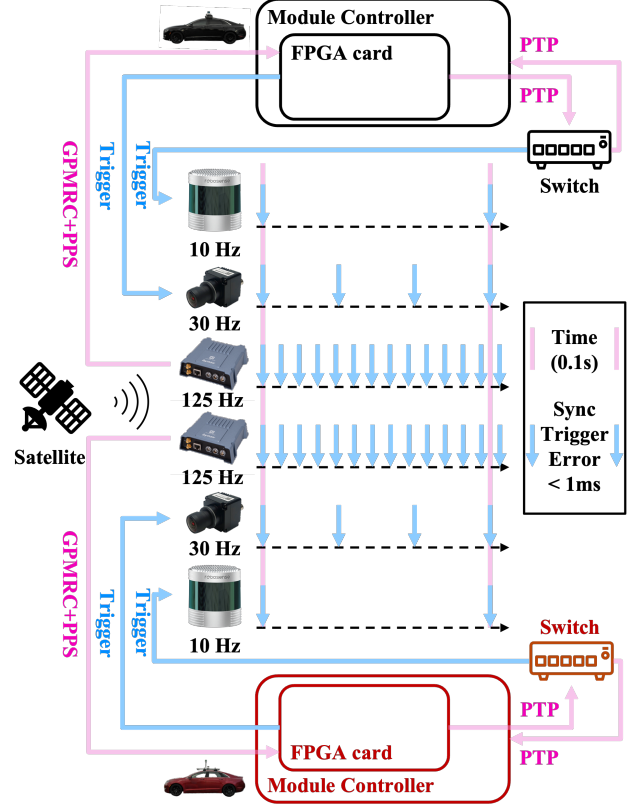 Module Controller
FPGA card
PTP
PTP
GPMRC+PPS
Trigger
Trigger
Switch
robosense
10 Hz
30 Hz
125 Hz
Satellite
125 Hz
30 Hz
robosense
10 Hz
Time
(0.1s)
Sync
Trigger
Error
< 1ms
GPMRC+PPS
Trigger
Trigger
Switch
PTP
PTP
FPGA card
Module Controller